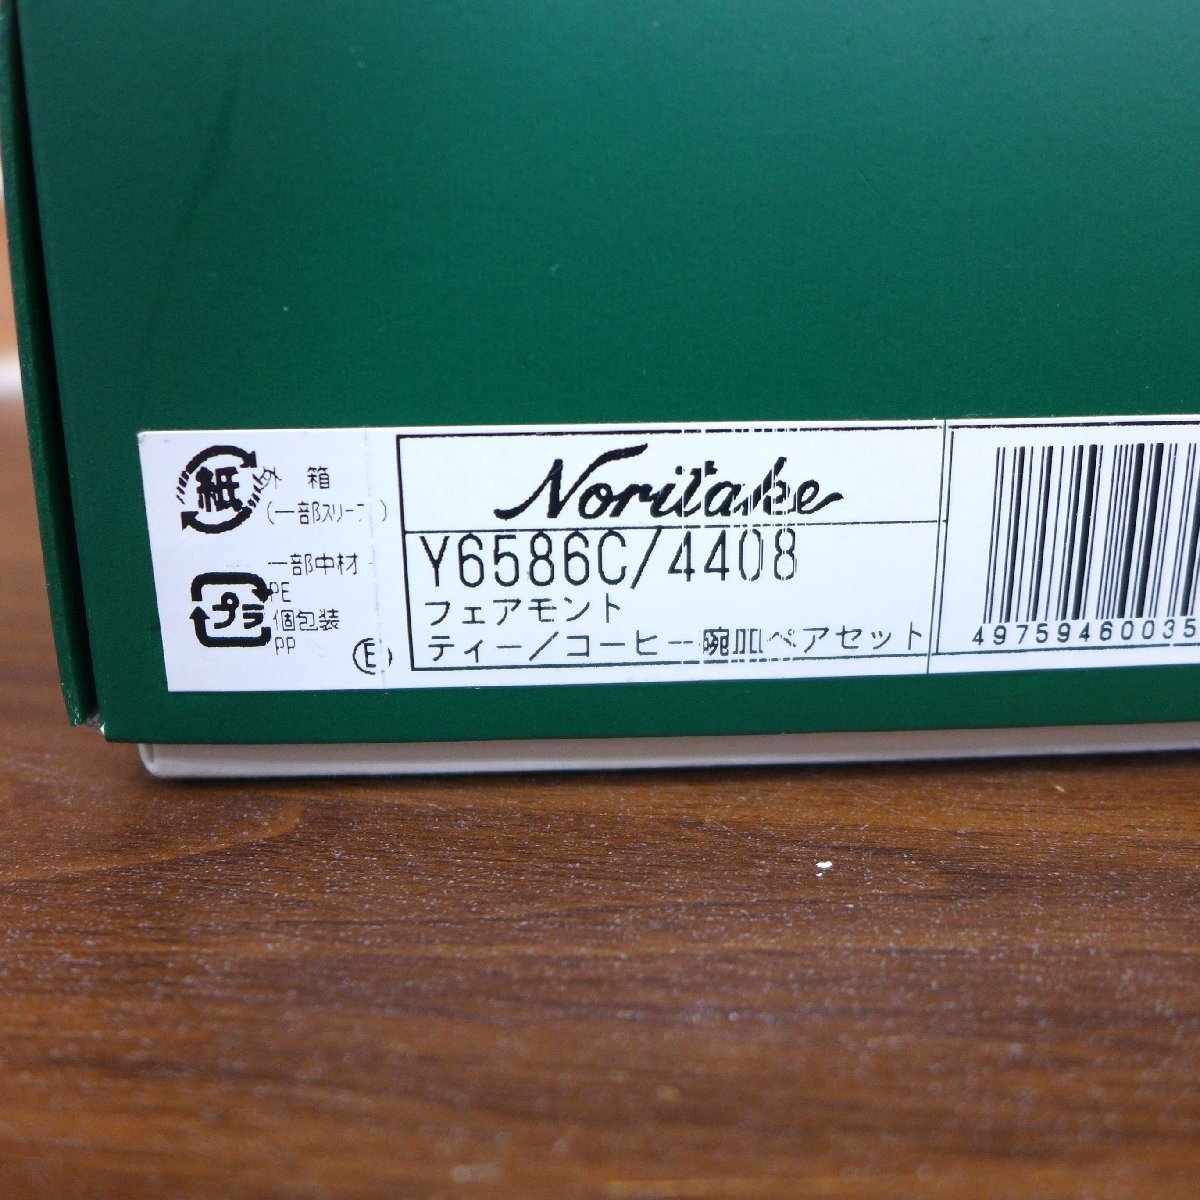 紙
外 箱
(一部スリーブ)
一部中材
PE
プラ
個包装
PP
E
Noritake
Y6586C/4408
フェアモント
ティー/コーヒー碗皿ペアセット
49759460035